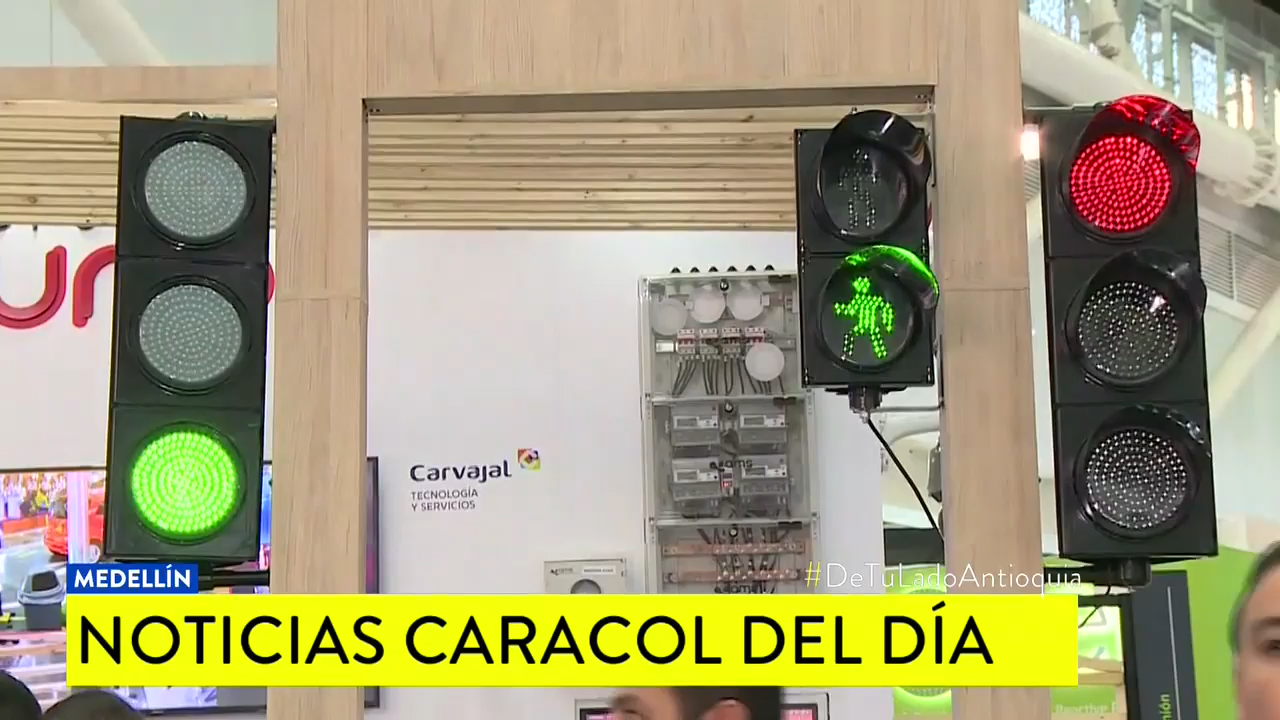 Carvajal
TECNOLOGÍA
Y SERVICIOS
#DeTuLadoAntioquia
MEDELLÍN
NOTICIAS CARACOL DEL DÍA